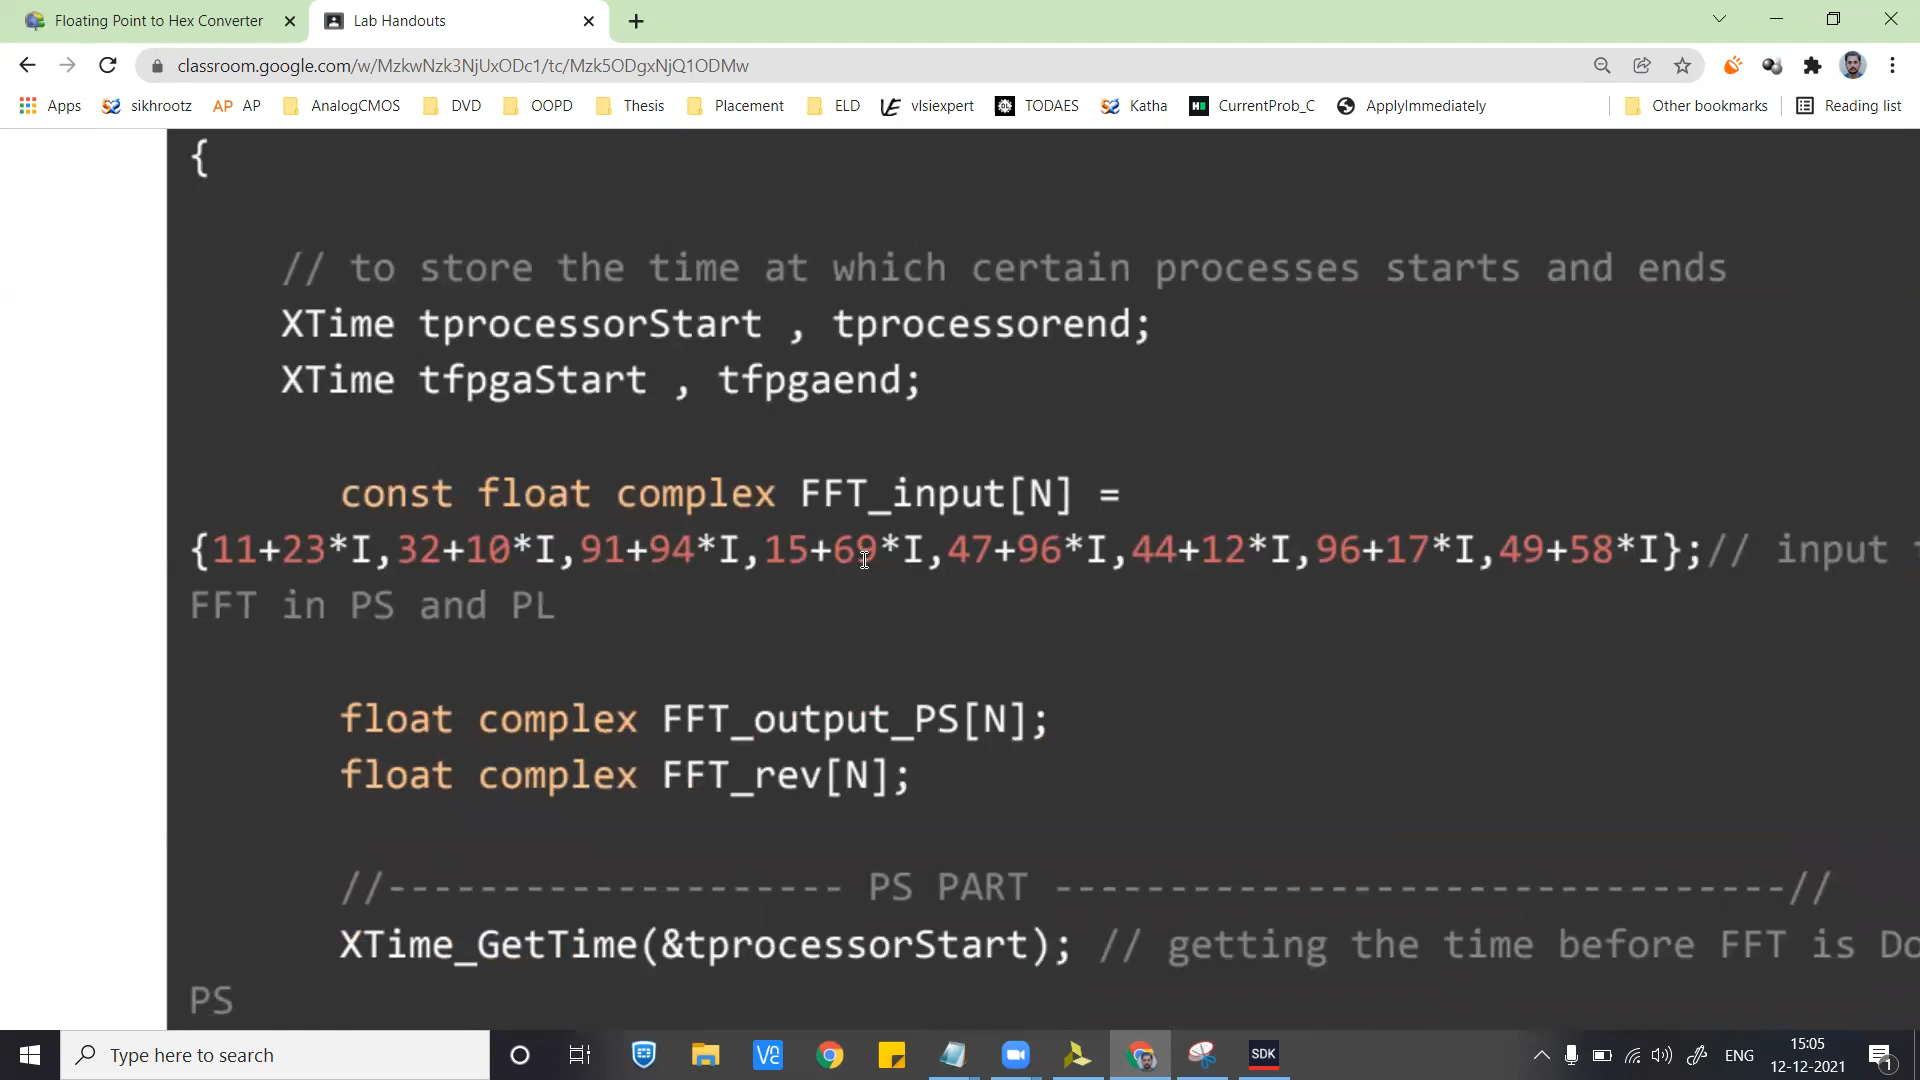 Floating Point to Hex Converter
Lab Handouts
classroom.google.com/w/MzkwNzk3NjUxODc1/tc/Mzk5ODgxNjQ1ODMw
Apps sikhrootz AP AP AnalogCMOS DVD OOPD Thesis Placement ELD vlsiexpert TODAES Katha CurrentProb_C ApplyImmediately Other bookmarks Reading list
{
// to store the time at which certain processes starts and ends
XTime tprocessorStart , tprocessorend;
XTime tfpgaStart , tfpgaend;
const float complex FFT_input[N] =
{11+23*I,32+10*I,91+94*I,15+69*I,47+96*I,44+12*I,96+17*I,49+58*I};// input
FFT in PS and PL
float complex FFT_output_PS[N];
float complex FFT_rev[N];
//-------------------- PS PART --------------------------------//
XTime_GetTime(&tprocessorStart); // getting the time before FFT is Do
PS
Type here to search
SDK
ENG
15:05
12-12-2021
1